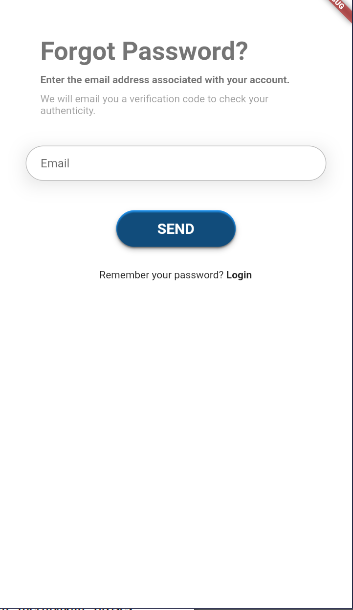 Forgot Password?
Enter the email address associated with your account.
We will email you a verification code to check your
authenticity.
Email
SEND
Remember your password? Login